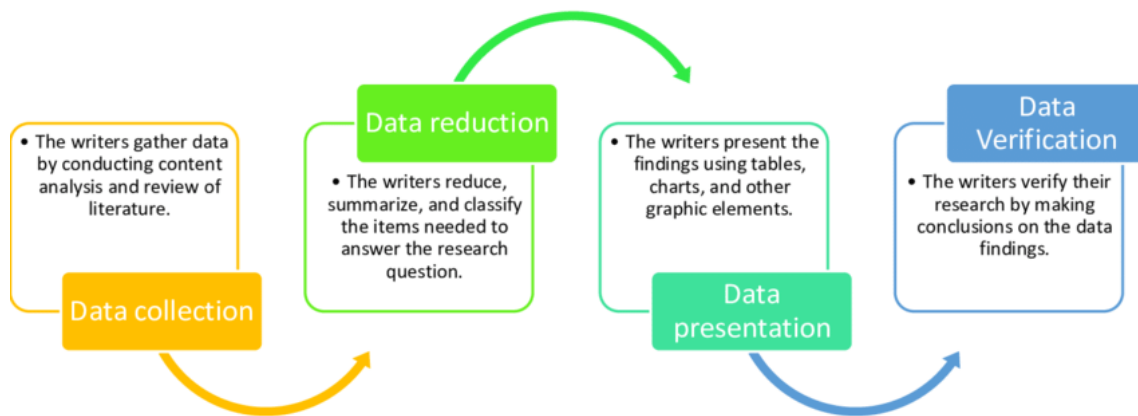 • The writers gather data
by conducting content
analysis and review of
literature.
Data collection
Data reduction
• The writers reduce,
summarize, and classify
the items needed to
answer the research
question.
• The writers present the
findings using tables,
charts, and other
graphic elements.
Data
presentation
Data
Verification
• The writers verify their
research by making
conclusions on the data
findings.